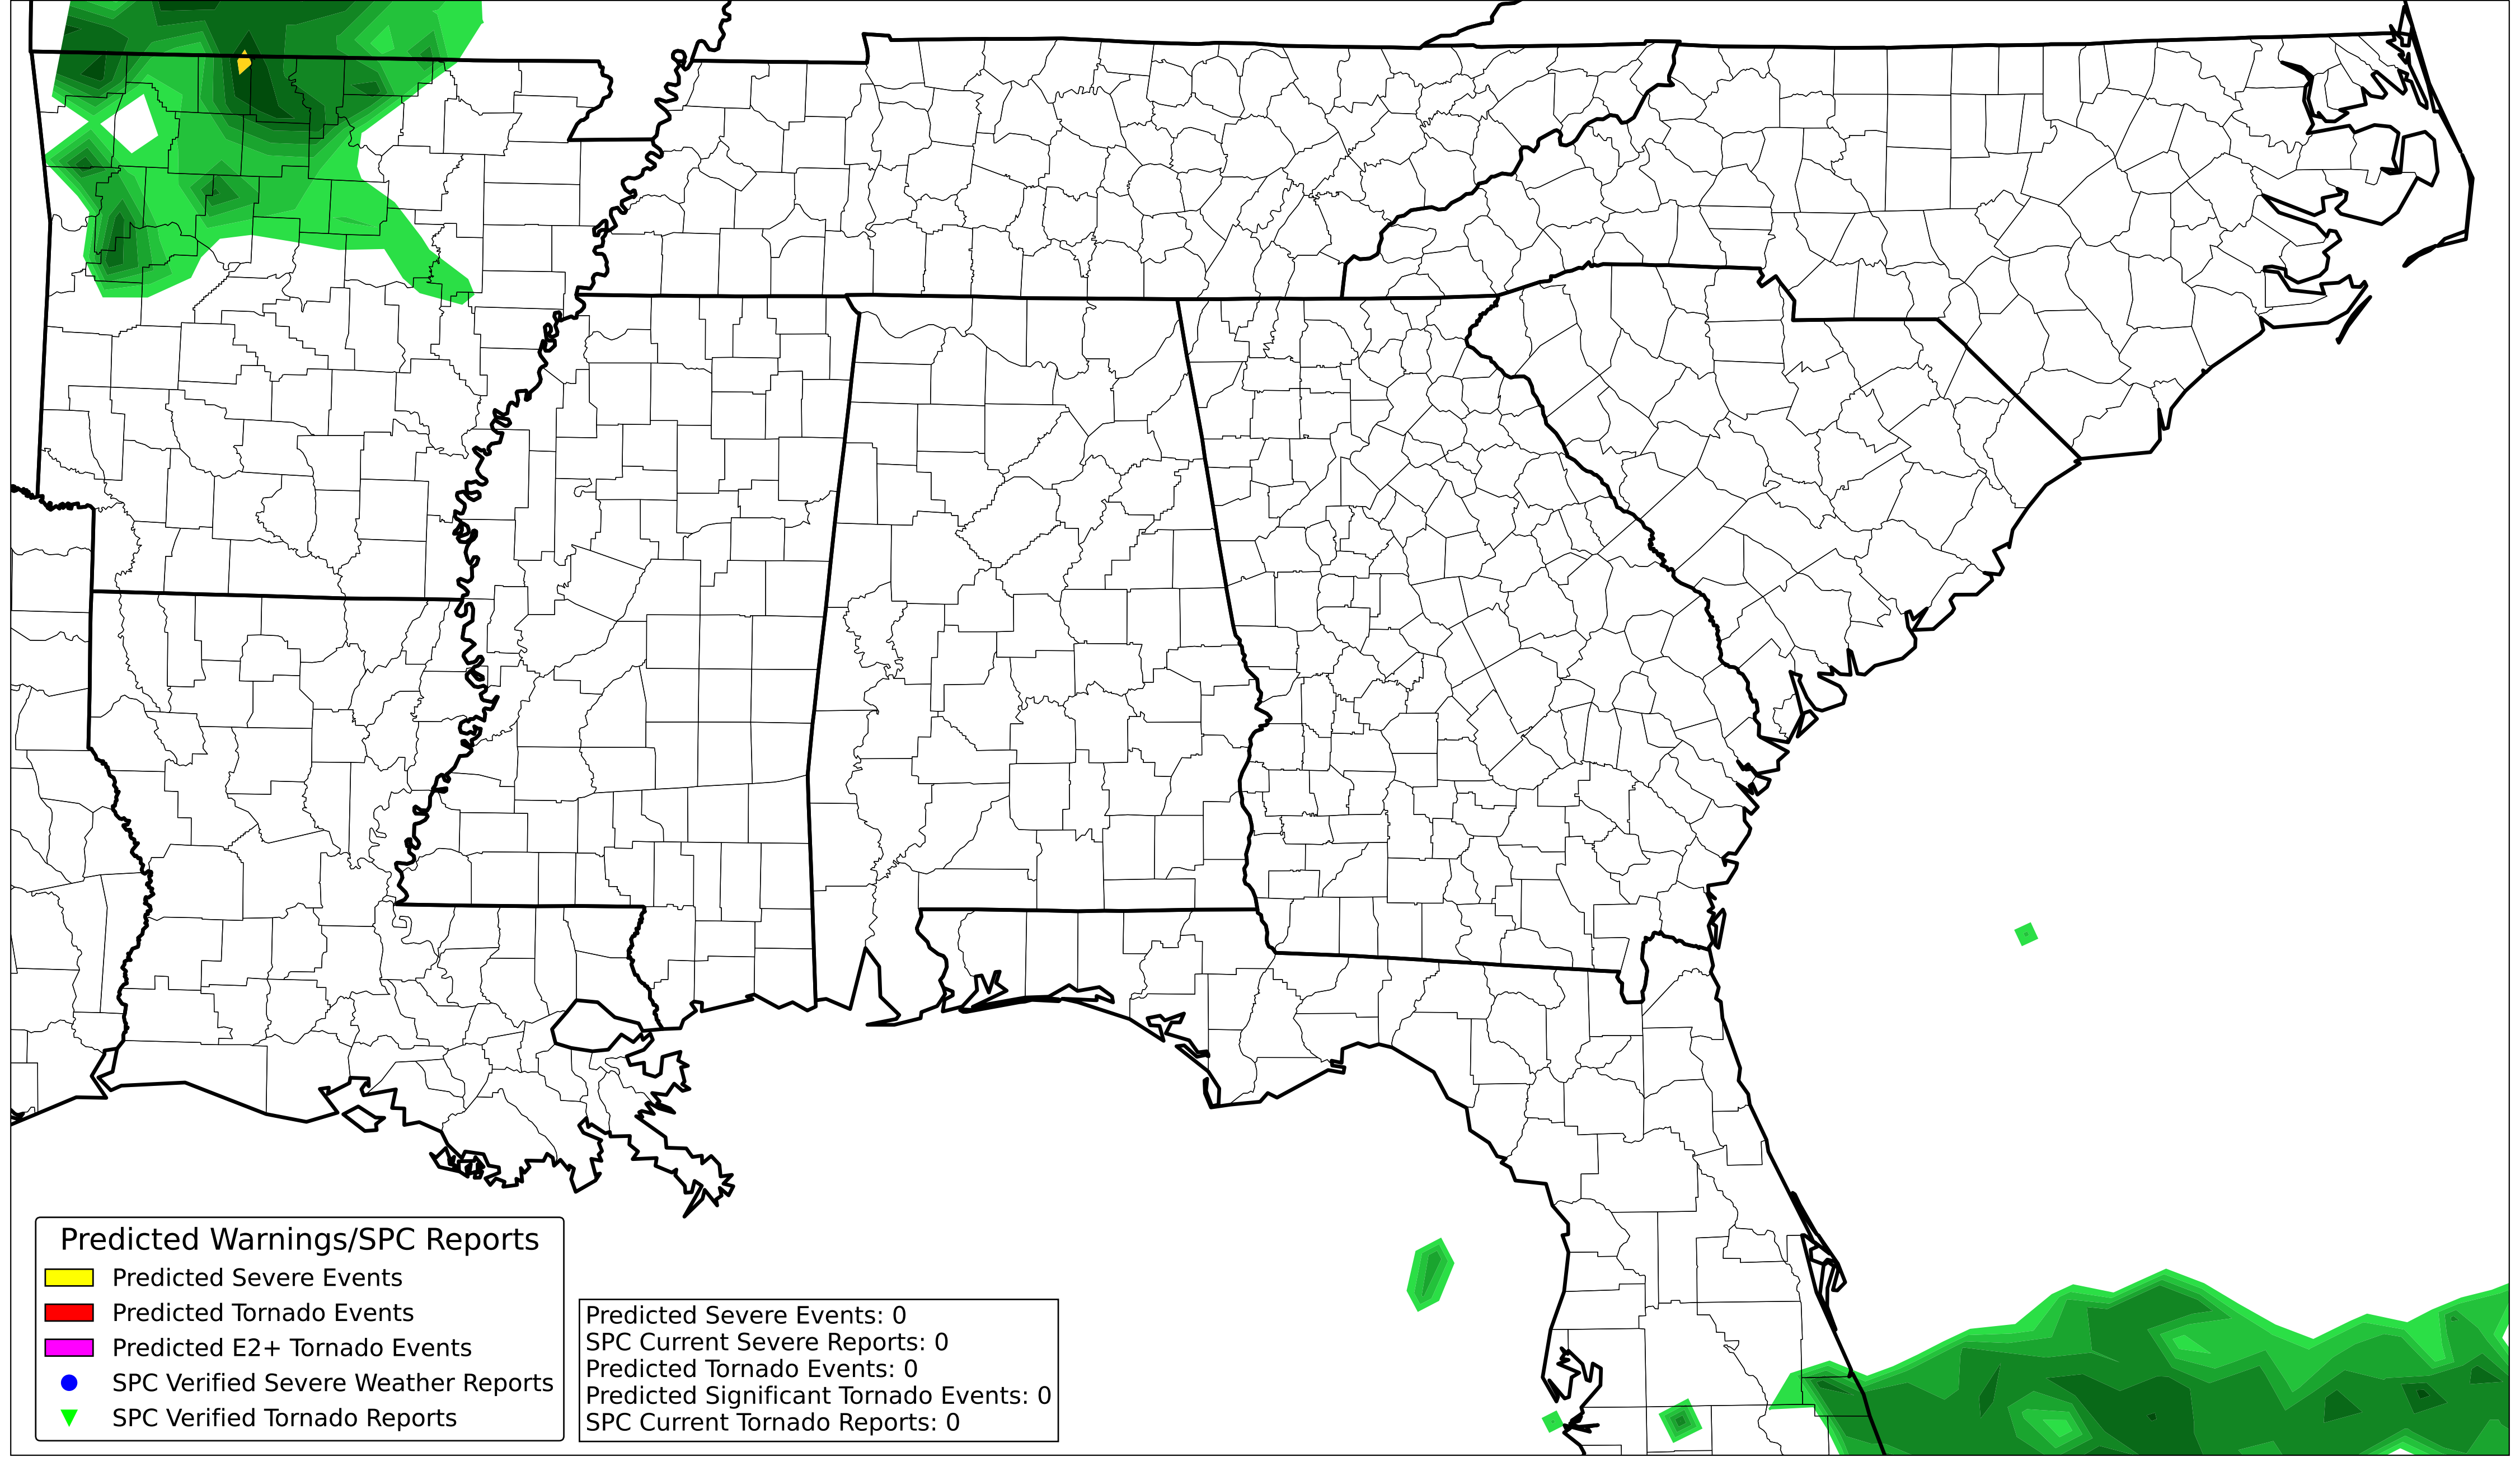 Predicted Warnings/SPC Reports
Predicted Severe Events
Predicted Tornado Events
Predicted E2+ Tornado Events
SPC Verified Severe Weather Reports
SPC Verified Tornado Reports
Predicted Severe Events: 0
SPC Current Severe Reports: 0
Predicted Tornado Events: 0
Predicted Significant Tornado Events: 0
SPC Current Tornado Reports: 0